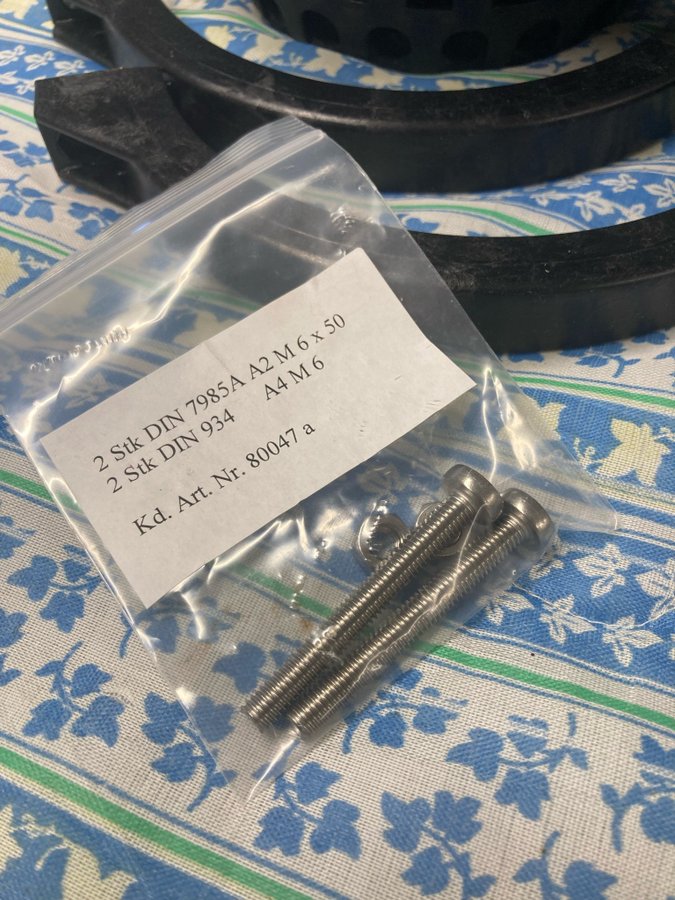 2 Stk DIN 7985A A2 M 6 x 50
2 Stk DIN 934 A4 M 6
Kd. Art. Nr. 80047 a